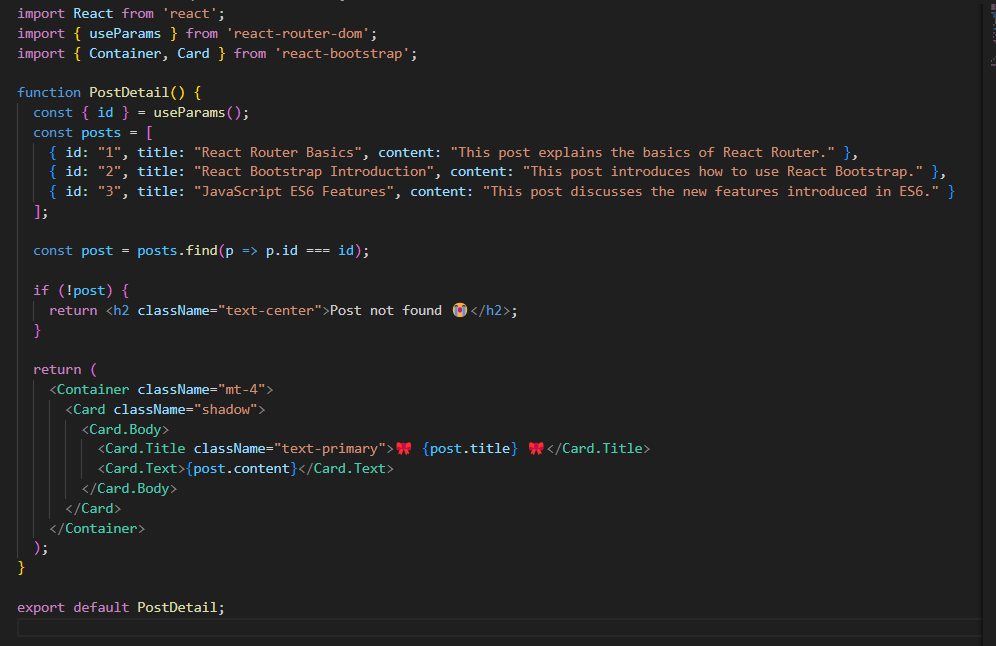 import React from 'react';
import { useParams } from 'react-router-dom';
import { Container, Card } from 'react-bootstrap';

function PostDetail() {
  const { id } = useParams();
  const posts = [
    { id: "1", title: "React Router Basics", content: "This post explains the basics of React Router." },
    { id: "2", title: "React Bootstrap Introduction", content: "This post introduces how to use React Bootstrap." },
    { id: "3", title: "JavaScript ES6 Features", content: "This post discusses the new features introduced in ES6." }
  ];

  const post = posts.find(p => p.id === id);

  if (!post) {
    return <h2 className="text-center">Post not found 😭</h2>;
  }

  return (
    <Container className="mt-4">
      <Card className="shadow">
        <Card.Body>
          <Card.Title className="text-primary">🎀 {post.title} 🎀</Card.Title>
          <Card.Text>{post.content}</Card.Text>
        </Card.Body>
      </Card>
    </Container>
  );
}

export default PostDetail;